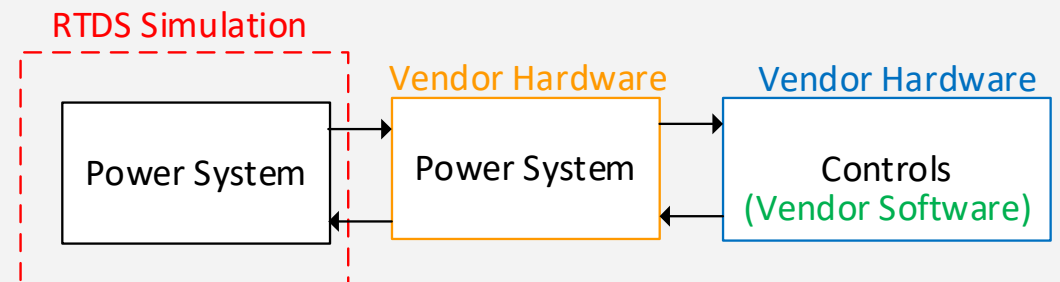 RTDS Simulation
Vendor Hardware
Vendor Hardware
Power System
Power System
Controls
(Vendor Software)